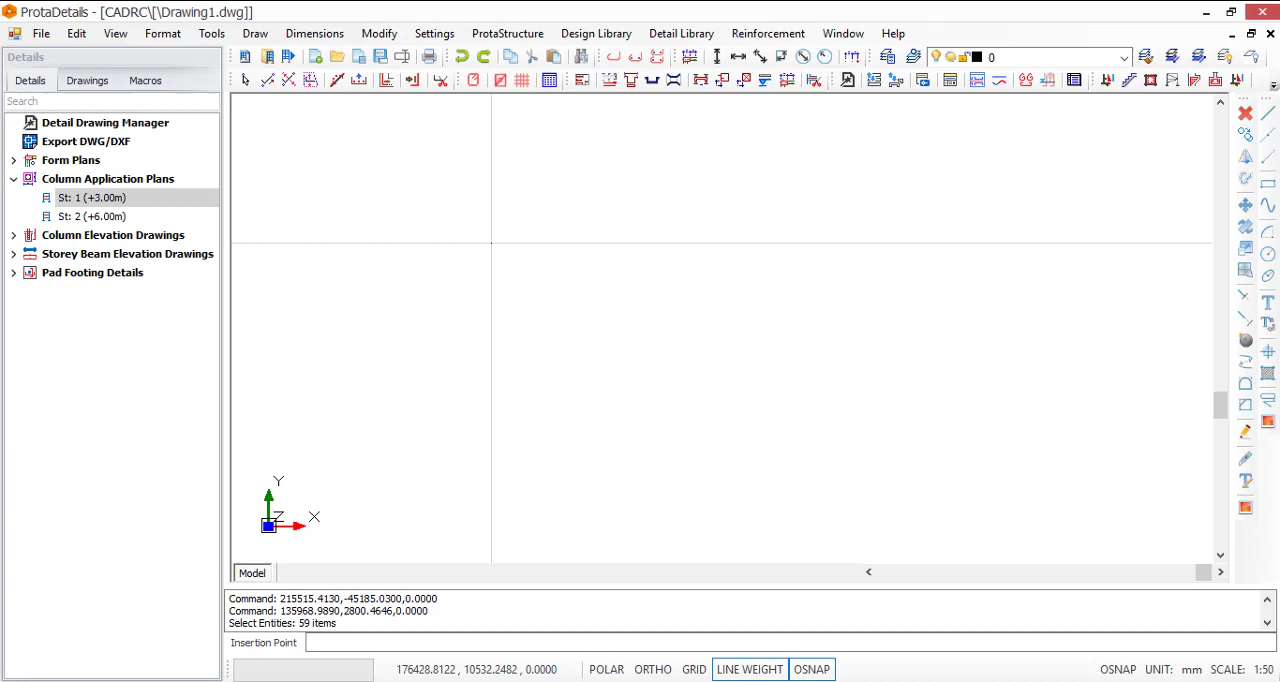 ProtaDetails - [CADRC\[\Drawing1.dwg]]
File Edit View Format Tools Draw Dimensions Modify Settings ProtaStructure Design Library Detail Library Reinforcement Window Help
Details
0
Details Drawings Macros
Search
Detail Drawing Manager
Export DWG/DXF
Form Plans
Column Application Plans
St: 1 (+3.00m)
St: 2 (+6.00m)
Column Elevation Drawings
Storey Beam Elevation Drawings
Pad Footing Details
Y
Z X
Model
Command: 215515.4130,-45185.0300,0.0000
Command: 135968.9890,2800.4646,0.0000
Select Entities: 59 items
Insertion Point
176428.8122 , 10532.2482 , 0.0000 POLAR ORTHO GRID LINE WEIGHT OSNAP OSNAP UNIT: mm SCALE: 1:50